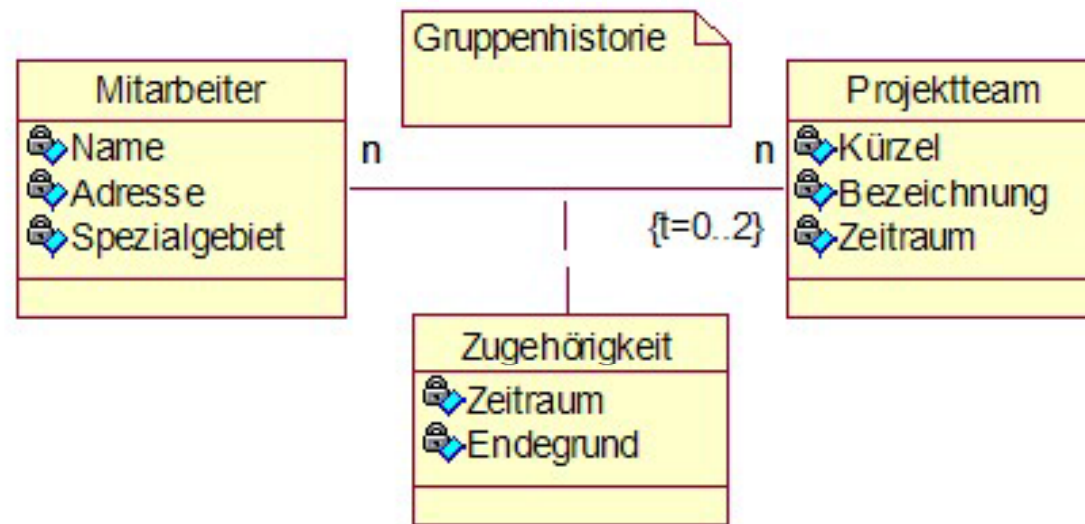 Gruppenhistorie
Mitarbeiter
Name
Adresse
Spezialgebiet
n
n
{t=0..2}
Projektteam
Kürzel
Bezeichnung
Zeitraum
Zugehörigkeit
Zeitraum
Endegrund